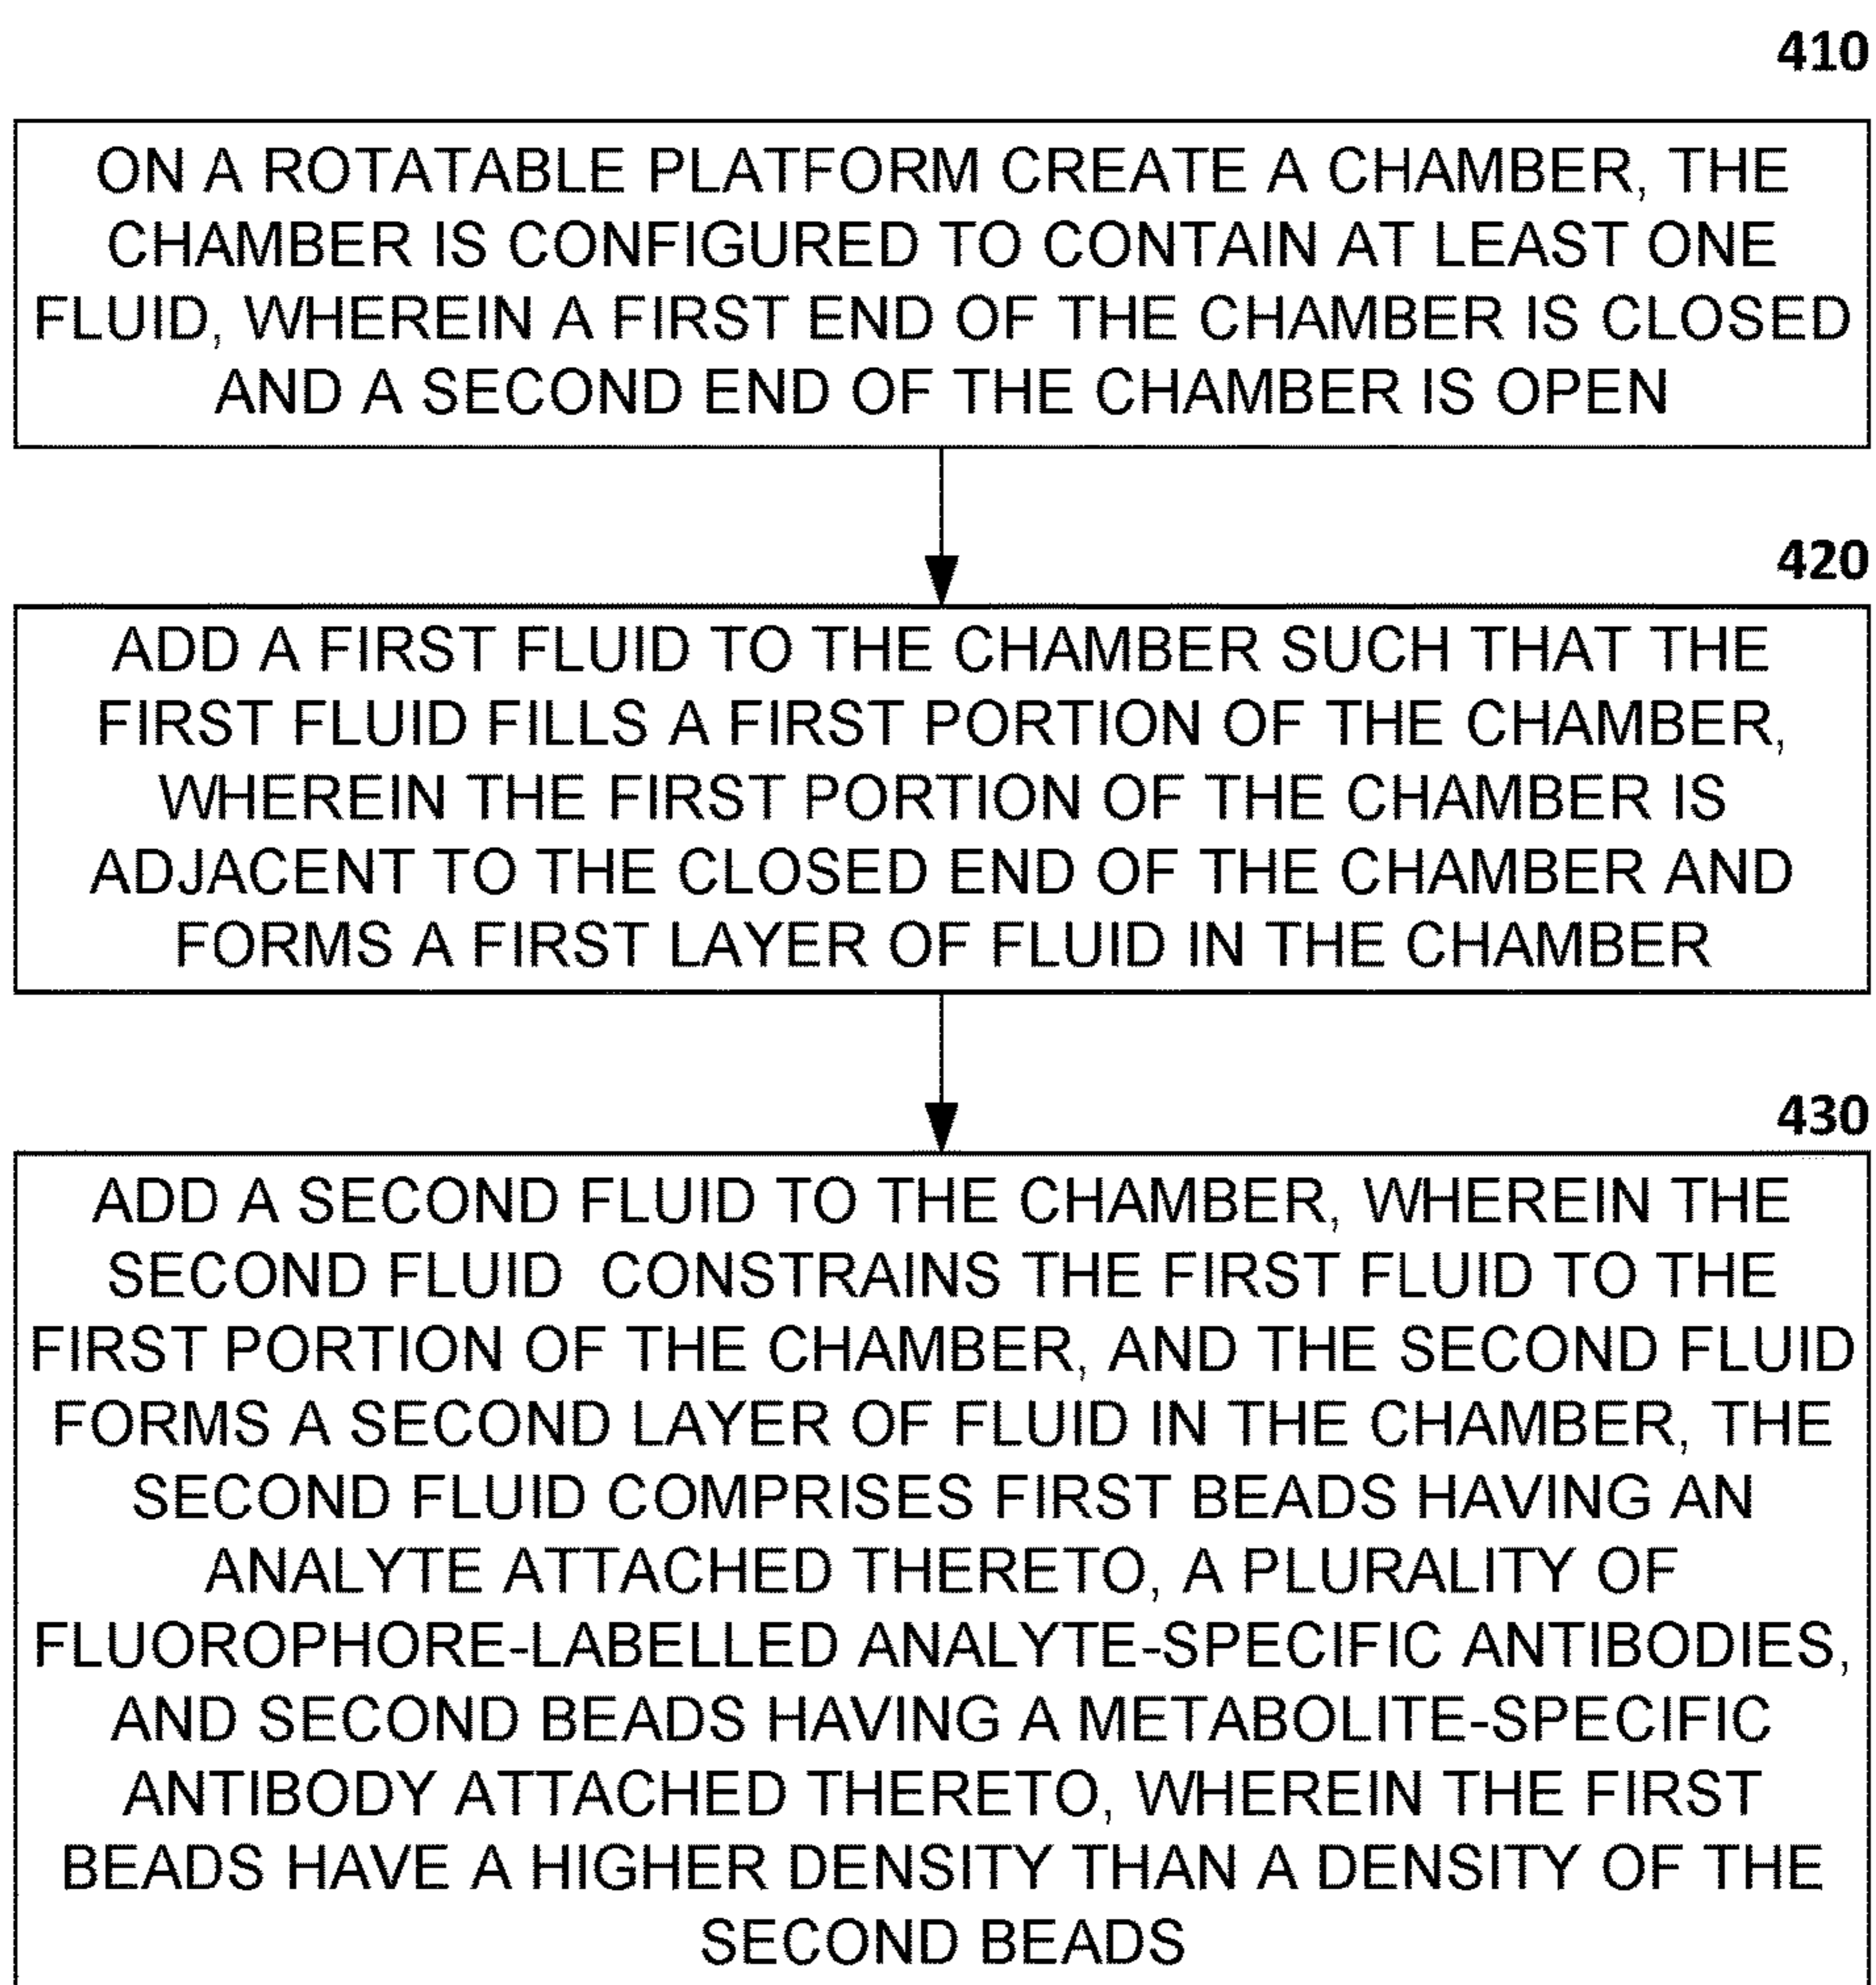 410
ON A ROTATABLE PLATFORM CREATE A CHAMBER, THE
CHAMBER IS CONFIGURED TO CONTAIN AT LEAST ONE
FLUID, WHEREIN A FIRST END OF THE CHAMBER IS CLOSED
AND A SECOND END OF THE CHAMBER IS OPEN
420
ADD A FIRST FLUID TO THE CHAMBER SUCH THAT THE
FIRST FLUID FILLS A FIRST PORTION OF THE CHAMBER,
WHEREIN THE FIRST PORTION OF THE CHAMBER IS
ADJACENT TO THE CLOSED END OF THE CHAMBER AND
FORMS A FIRST LAYER OF FLUID IN THE CHAMBER
430
ADD A SECOND FLUID TO THE CHAMBER, WHEREIN THE
SECOND FLUID CONSTRAINS THE FIRST FLUID TO THE
FIRST PORTION OF THE CHAMBER, AND THE SECOND FLUID
FORMS A SECOND LAYER OF FLUID IN THE CHAMBER, THE
SECOND FLUID COMPRISES FIRST BEADS HAVING AN
ANALYTE ATTACHED THERETO, A PLURALITY OF
FLUOROPHORE-LABELLED ANALYTE-SPECIFIC ANTIBODIES,
AND SECOND BEADS HAVING A METABOLITE-SPECIFIC
ANTIBODY ATTACHED THERETO, WHEREIN THE FIRST
BEADS HAVE A HIGHER DENSITY THAN A DENSITY OF THE
SECOND BEADS